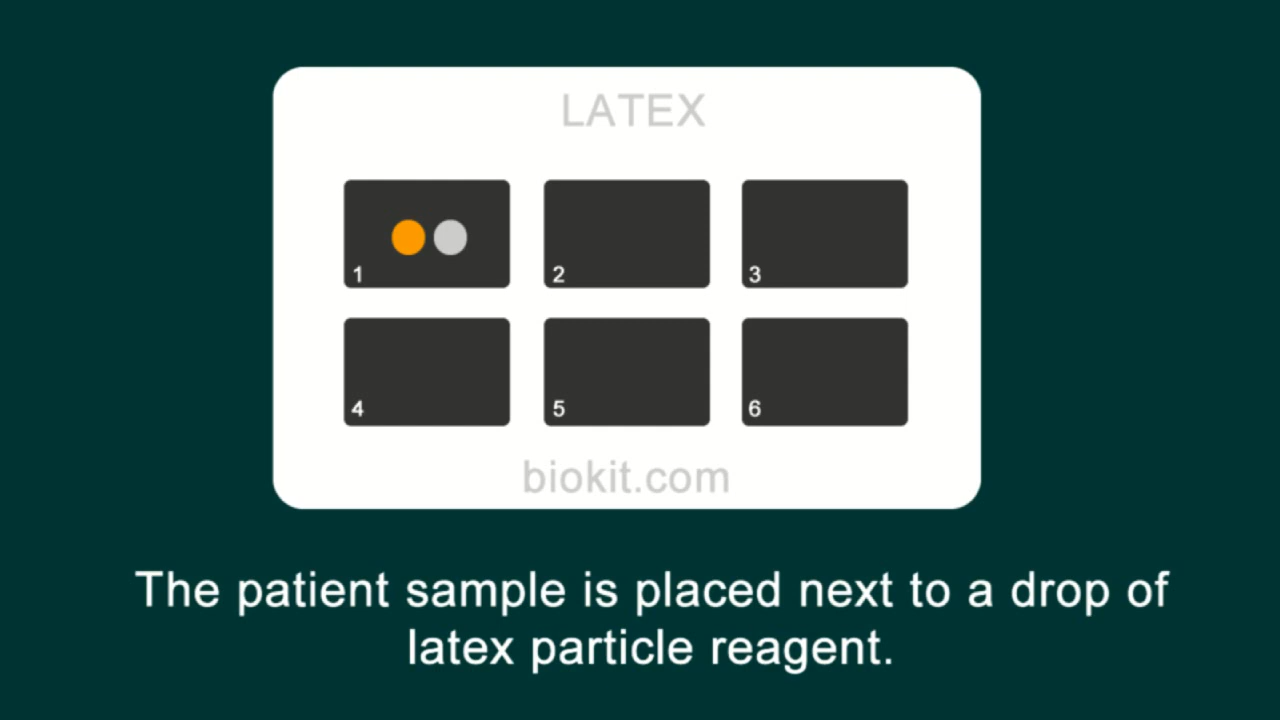 LATEX
1
2
3
4
5
6
biokit.com
The patient sample is placed next to a drop of
latex particle reagent.